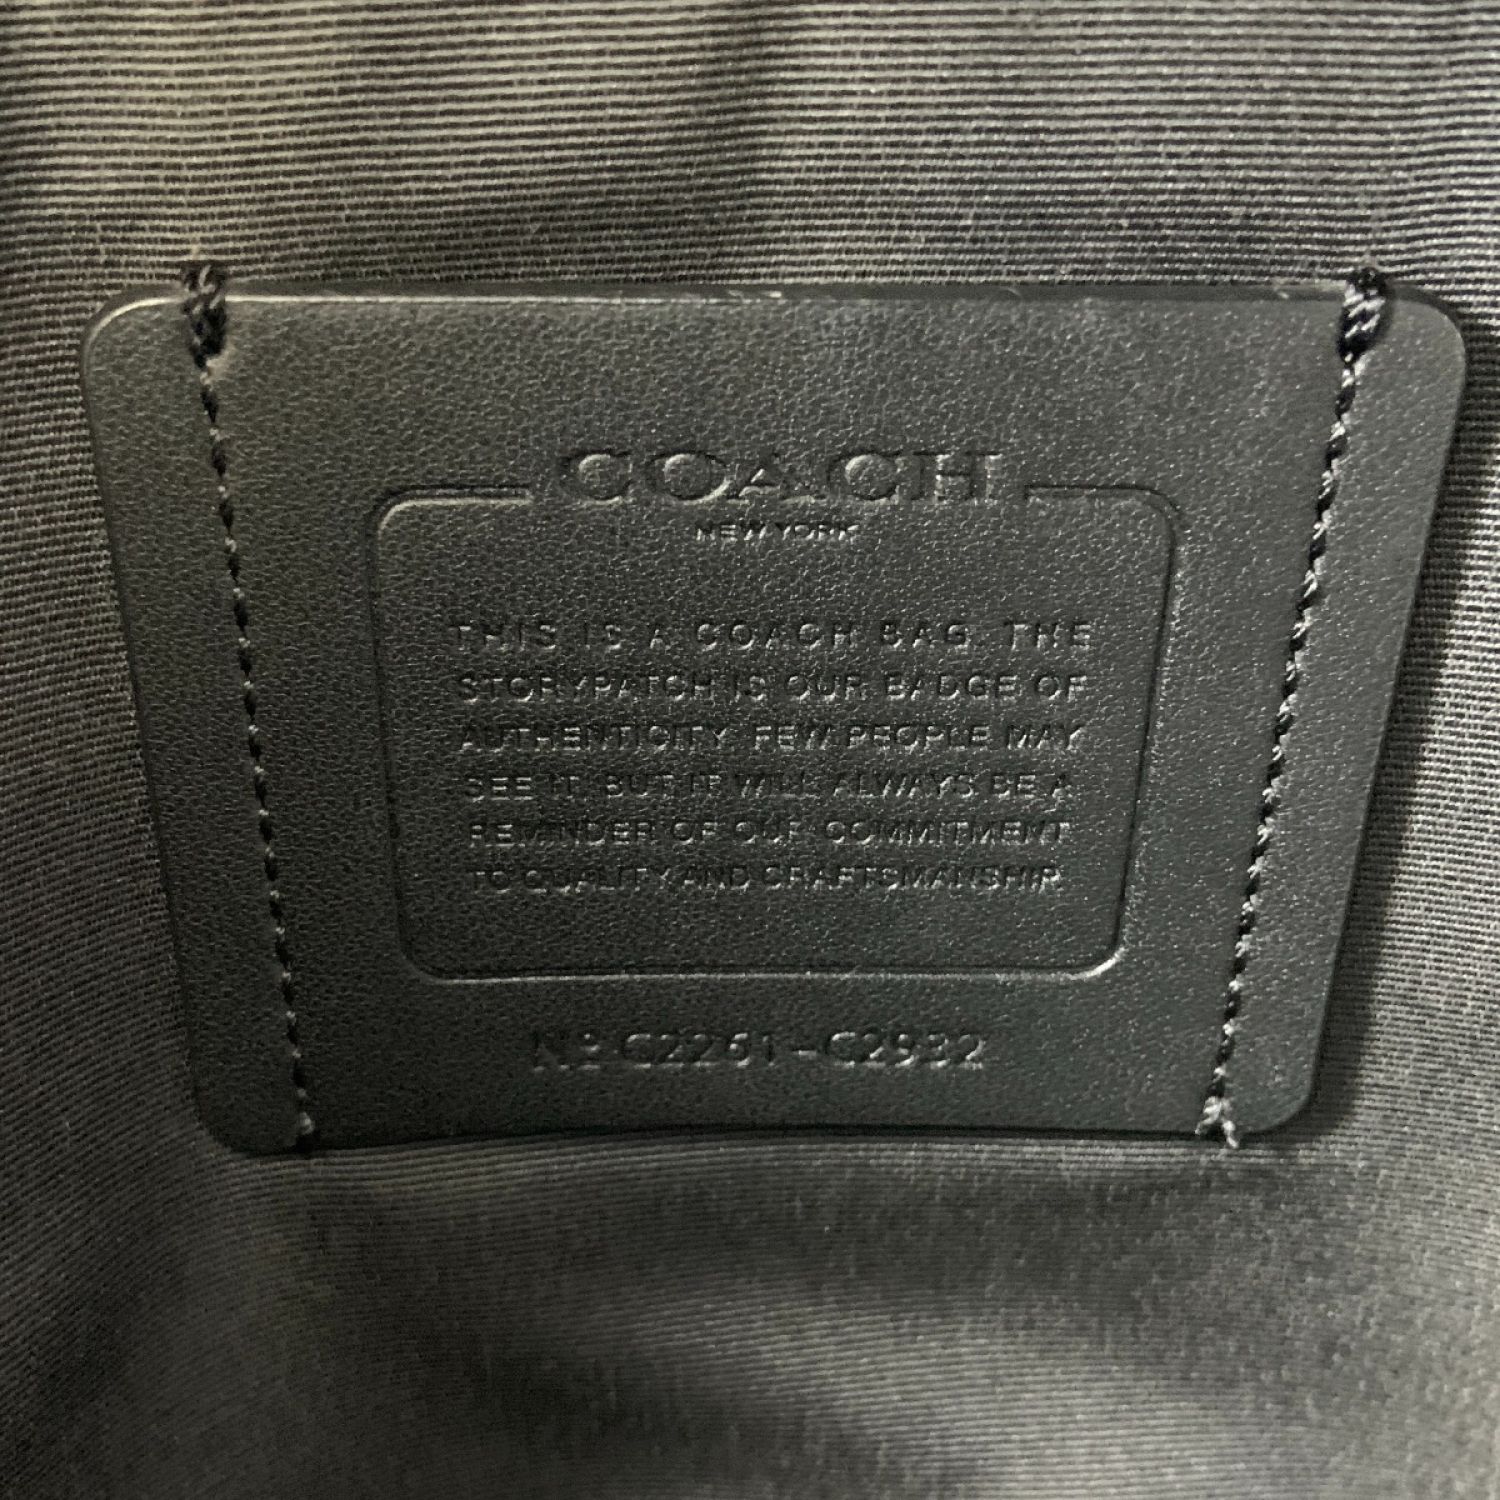 COACH
NEW YORK
THIS IS A COACH BAG. THE
STORYPATCH IS OUR BADGE OF
AUTHENTICITY. FEW PEOPLE MAY
SEE IT, BUT IT WILL ALWAYS BE A
REMINDER OF OUR COMMITMENT
TO QUALITY AND CRAFTSMANSHIP.
Nº C2261-C2932